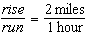 rise / run = 2 miles / 1 hour